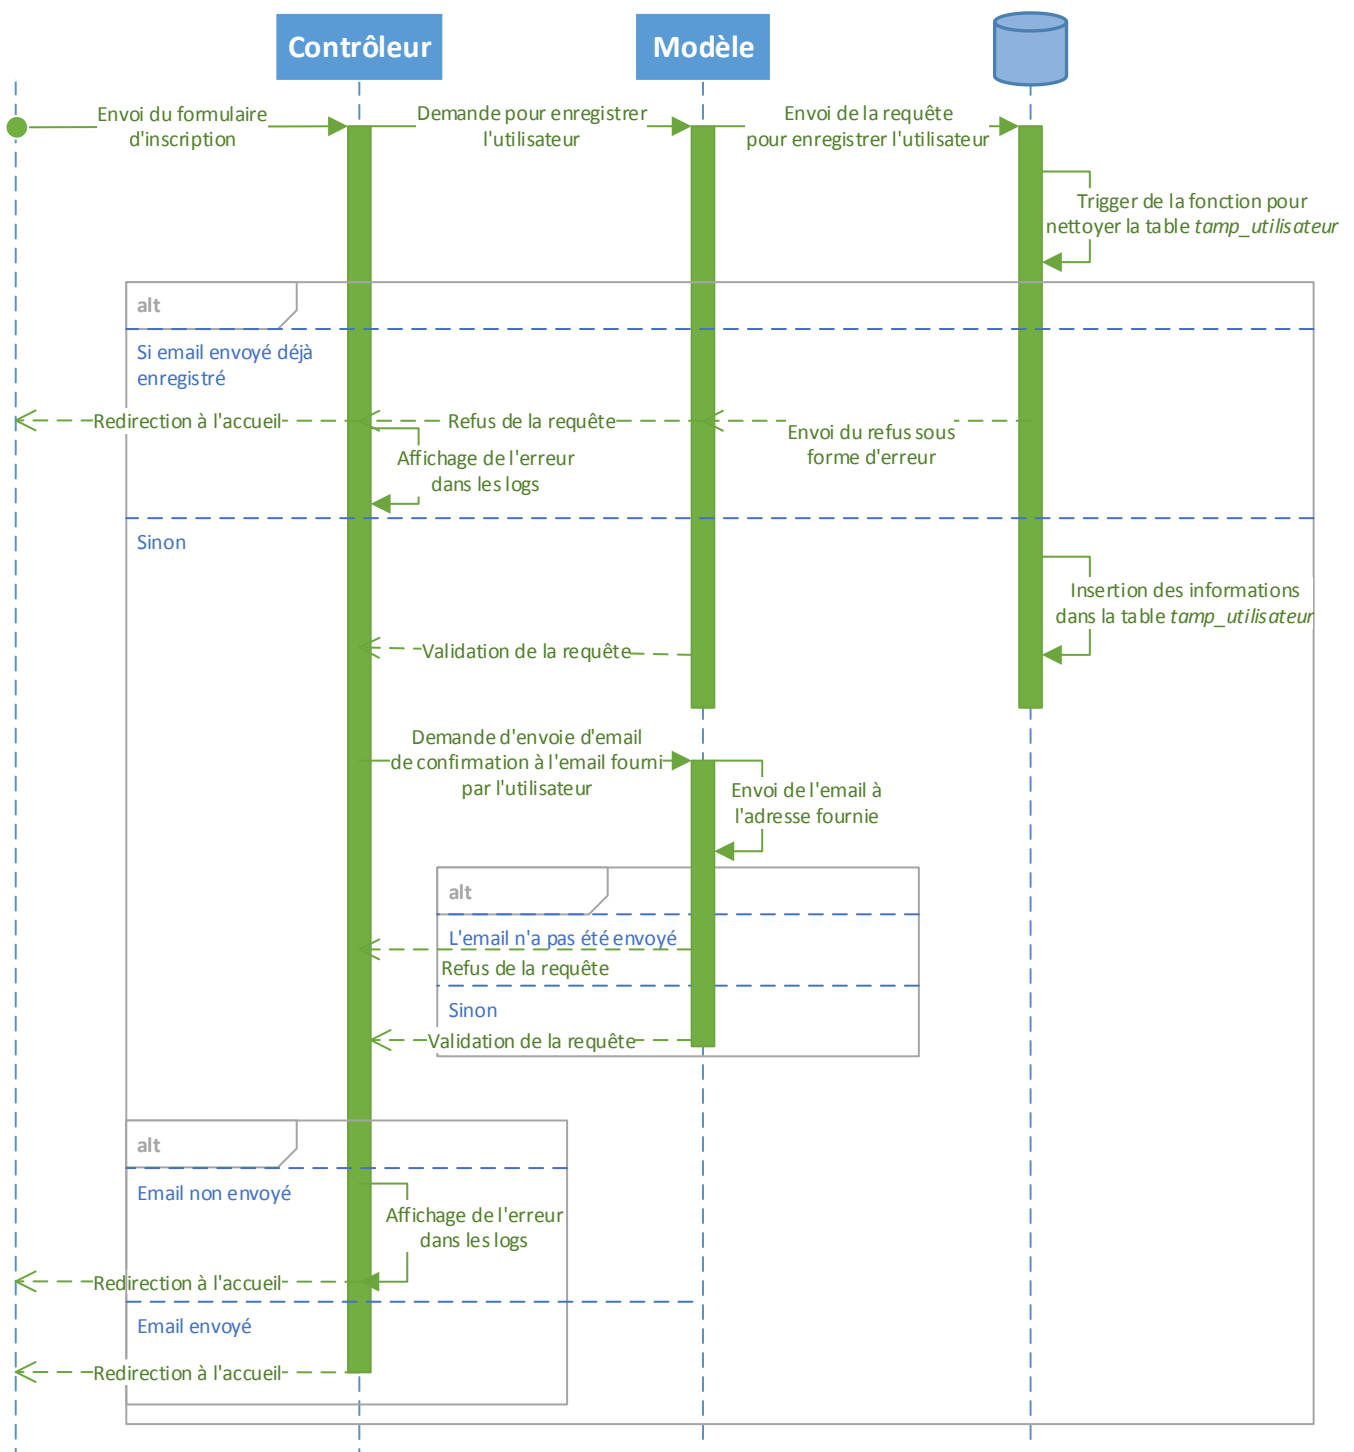 Contrôleur
Modèle
Envoi du formulaire
d'inscription
Demande pour enregistrer
l'utilisateur
Envoi de la requête
pour enregistrer l'utilisateur
Trigger de la fonction pour
nettoyer la table tamp_utilisateur
alt
Si email envoyé déjà
enregistré
Redirection à l'accueil
Refus de la requête
Envoi du refus sous
forme d'erreur
Affichage de l'erreur
dans les logs
Sinon
Insertion des informations
dans la table tamp_utilisateur
Validation de la requête
Demande d'envoie d'email
de confirmation à l'email fourni
par l'utilisateur
Envoi de l'email à
l'adresse fournie
alt
L'email n'a pas été envoyé
Refus de la requête
Sinon
Validation de la requête
alt
Email non envoyé
Affichage de l'erreur
dans les logs
Redirection à l'accueil
Email envoyé
Redirection à l'accueil